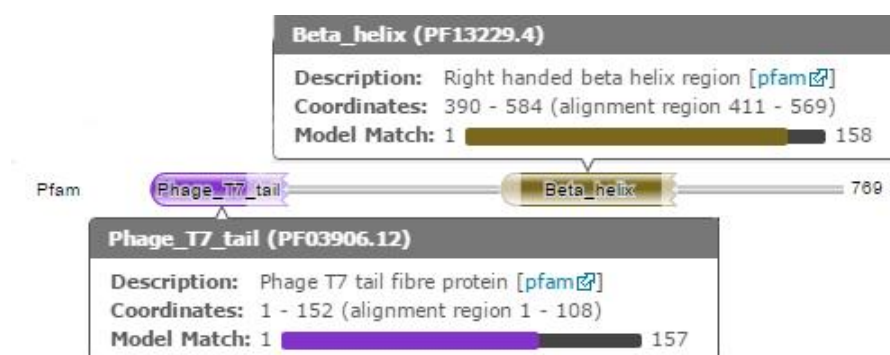 Beta_helix (PF13229.4)
Description: Right handed beta helix region [pfam]
Coordinates: 390 - 584 (alignment region 411 - 569)
Model Match: 1 158
Pfam Phage_T7_tail Beta_helix 769
Phage_T7_tail (PF03906.12)
Description: Phage T7 tail fibre protein [pfam]
Coordinates: 1 - 152 (alignment region 1 - 108)
Model Match: 1 157